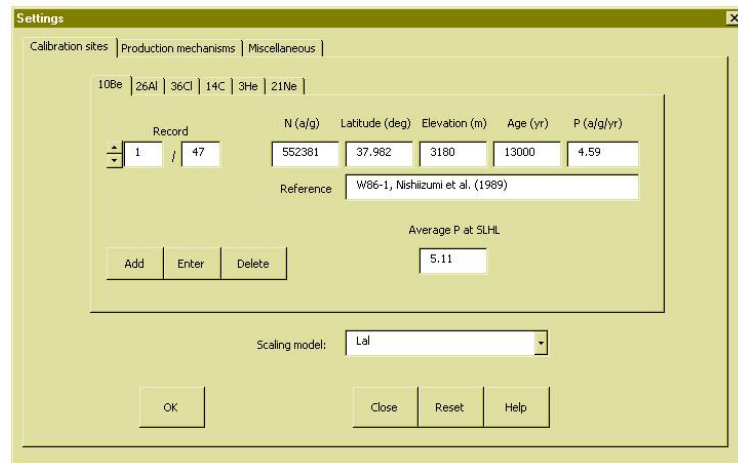 Settings
Calibration sites Production mechanisms Miscellaneous
10Be 26Al 36Cl 14C 3He 21Ne
Record N (a/g) Latitude (deg) Elevation (m) Age (yr) P (a/g/yr)
1 / 47 552381 37.982 3180 13000 4.59
Reference W86-1, Nishiizumi et al. (1989)
Average P at SLHL
Add Enter Delete 5.11
Scaling model: Lal
OK Close Reset Help